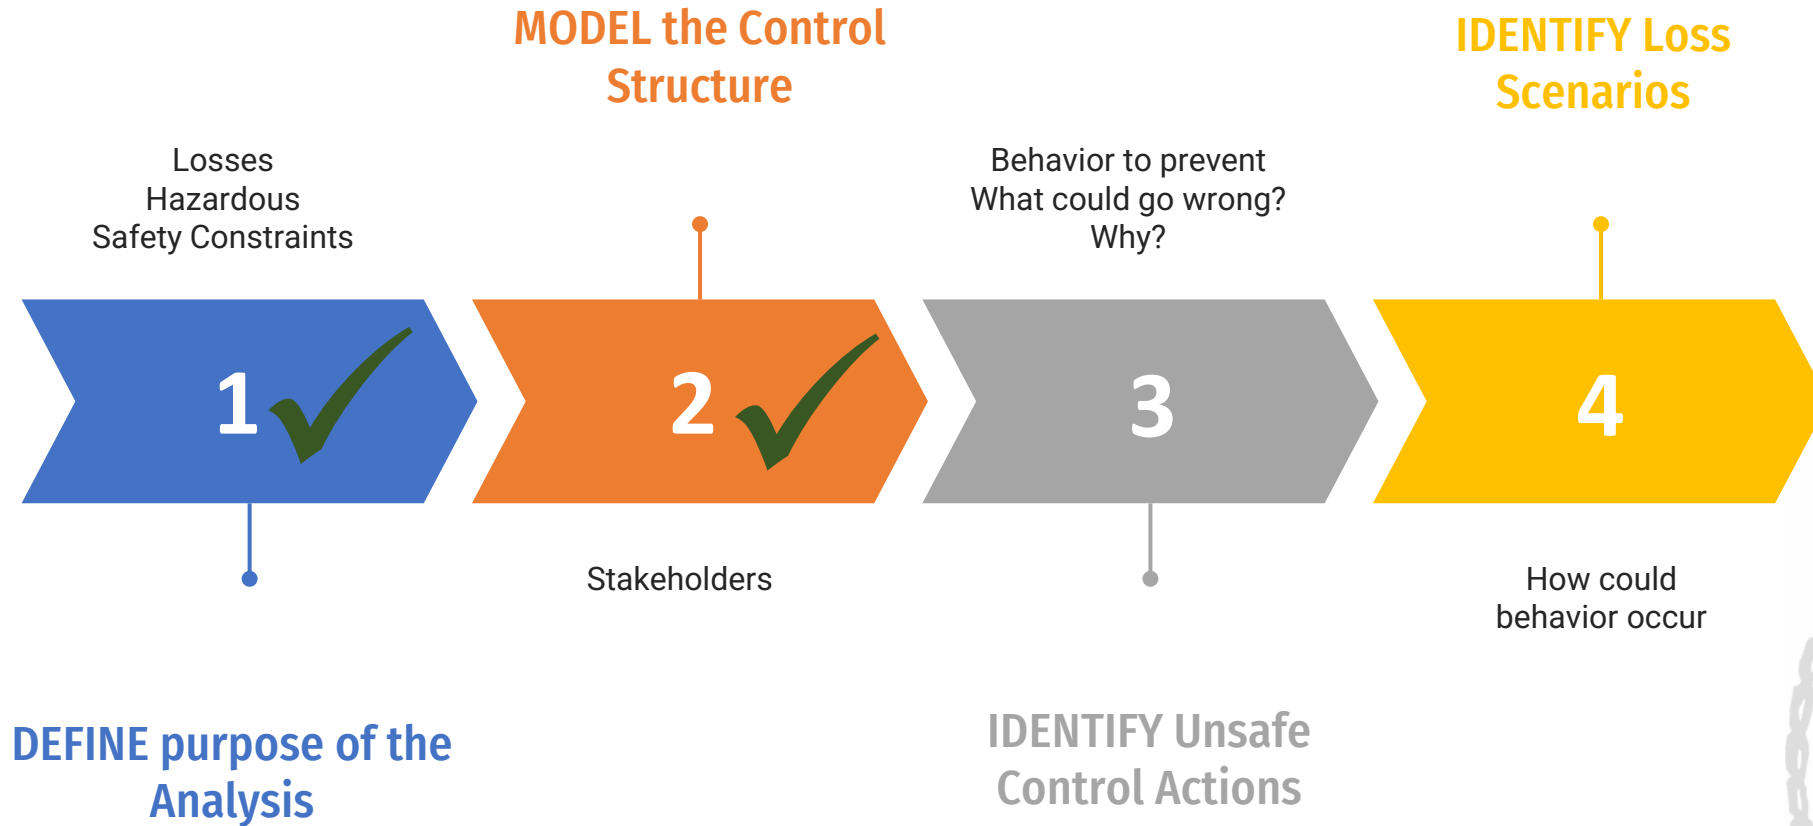 MODEL the Control
Structure
IDENTIFY Loss
Scenarios
Losses
Hazardous
Safety Constraints
Behavior to prevent
What could go wrong?
Why?
1
2
3
4
Stakeholders
How could
behavior occur
DEFINE purpose of the
Analysis
IDENTIFY Unsafe
Control Actions